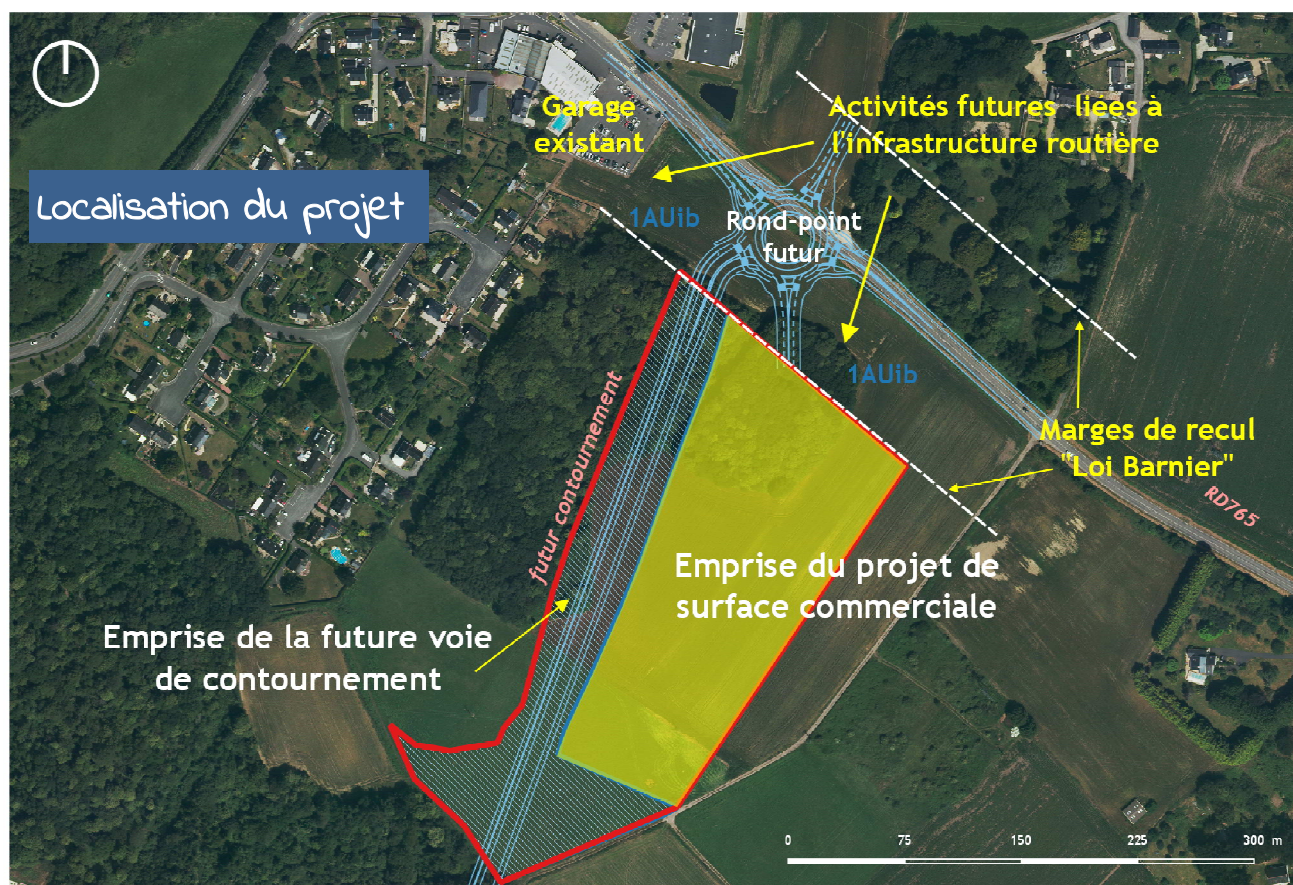 Garage
existant
Activités futures liées à
l'infrastructure routière
Localisation du projet
1AUib
Rond-point
futur
1AUib
futur contournement
Marges de recul
"Loi Barnier"
RD765
Emprise du projet de
surface commerciale
Emprise de la future voie
de contournement
0 75 150 225 300 m